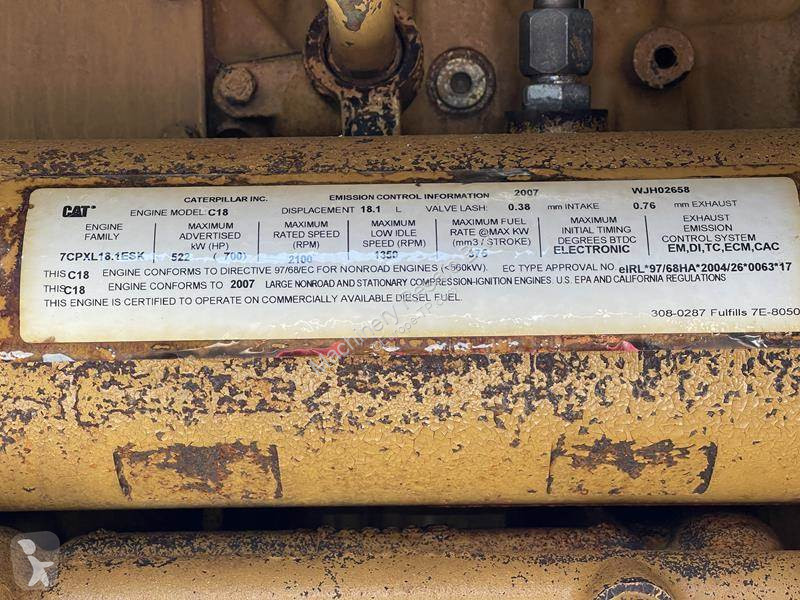 CATERPILLAR INC. EMISSION CONTROL INFORMATION 2007 WJH02658
CAT ENGINE MODEL: C18 DISPLACEMENT 18.1 L VALVE LASH: 0.38 mm INTAKE 0.76 mm EXHAUST
ENGINE FAMILY
7CPXL18.1ESK
MAXIMUM ADVERTISED kW (HP)
522 ( 700)
MAXIMUM RATED SPEED (RPM)
2100
MAXIMUM LOW IDLE SPEED (RPM)
1350
MAXIMUM FUEL RATE @MAX KW (mm3 / STROKE)
376
MAXIMUM INITIAL TIMING DEGREES BTDC
ELECTRONIC
EXHAUST EMISSION CONTROL SYSTEM
EM,DI,TC,ECM,CAC
THIS C18 ENGINE CONFORMS TO DIRECTIVE 97/68/EC FOR NONROAD ENGINES (<560kW). EC TYPE APPROVAL NO. eIRL*97/68HA*2004/26*0063*17
THIS C18 ENGINE CONFORMS TO 2007 LARGE NONROAD AND STATIONARY COMPRESSION-IGNITION ENGINES. U.S. EPA AND CALIFORNIA REGULATIONS
THIS ENGINE IS CERTIFIED TO OPERATE ON COMMERCIALLY AVAILABLE DIESEL FUEL.
308-0287 Fulfills 7E-8050